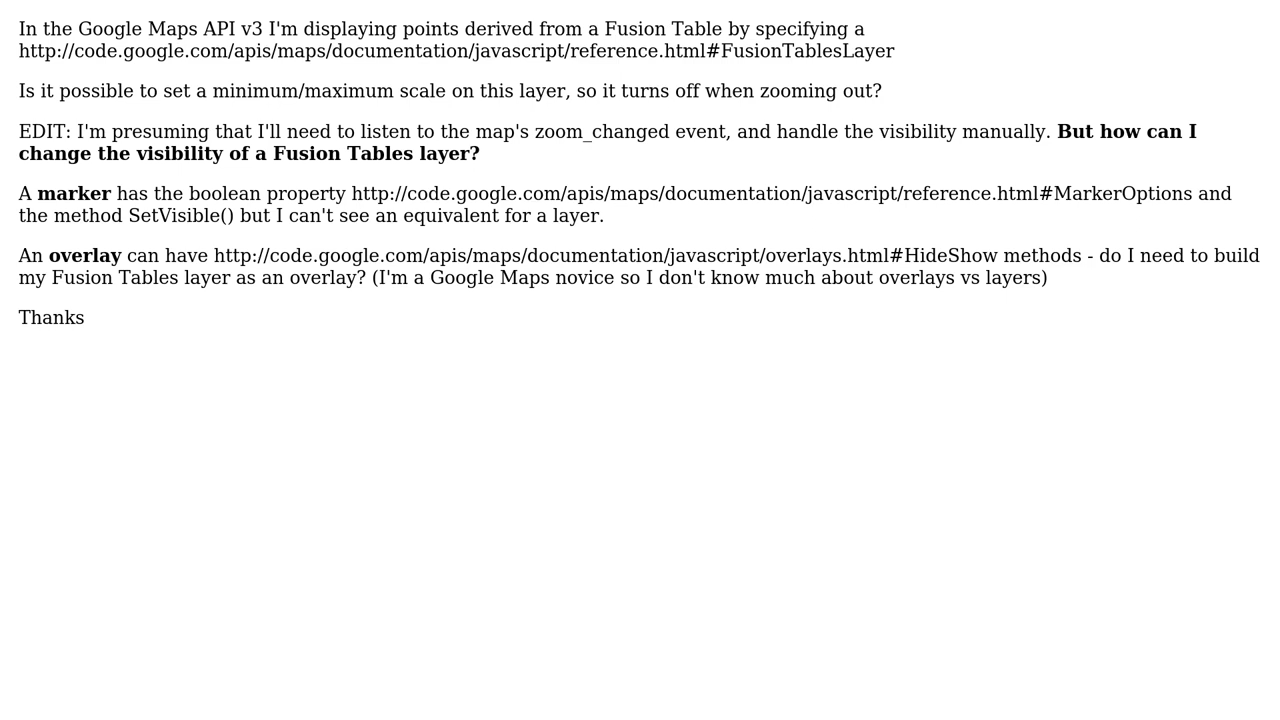 In the Google Maps API v3 I'm displaying points derived from a Fusion Table by specifying a
http://code.google.com/apis/maps/documentation/javascript/reference.html#FusionTablesLayer
Is it possible to set a minimum/maximum scale on this layer, so it turns off when zooming out?
EDIT: I'm presuming that I'll need to listen to the map's zoom_changed event, and handle the visibility manually. But how can I
change the visibility of a Fusion Tables layer?
A marker has the boolean property http://code.google.com/apis/maps/documentation/javascript/reference.html#MarkerOptions and
the method SetVisible() but I can't see an equivalent for a layer.
An overlay can have http://code.google.com/apis/maps/documentation/javascript/overlays.html#HideShow methods - do I need to build
my Fusion Tables layer as an overlay? (I'm a Google Maps novice so I don't know much about overlays vs layers)
Thanks